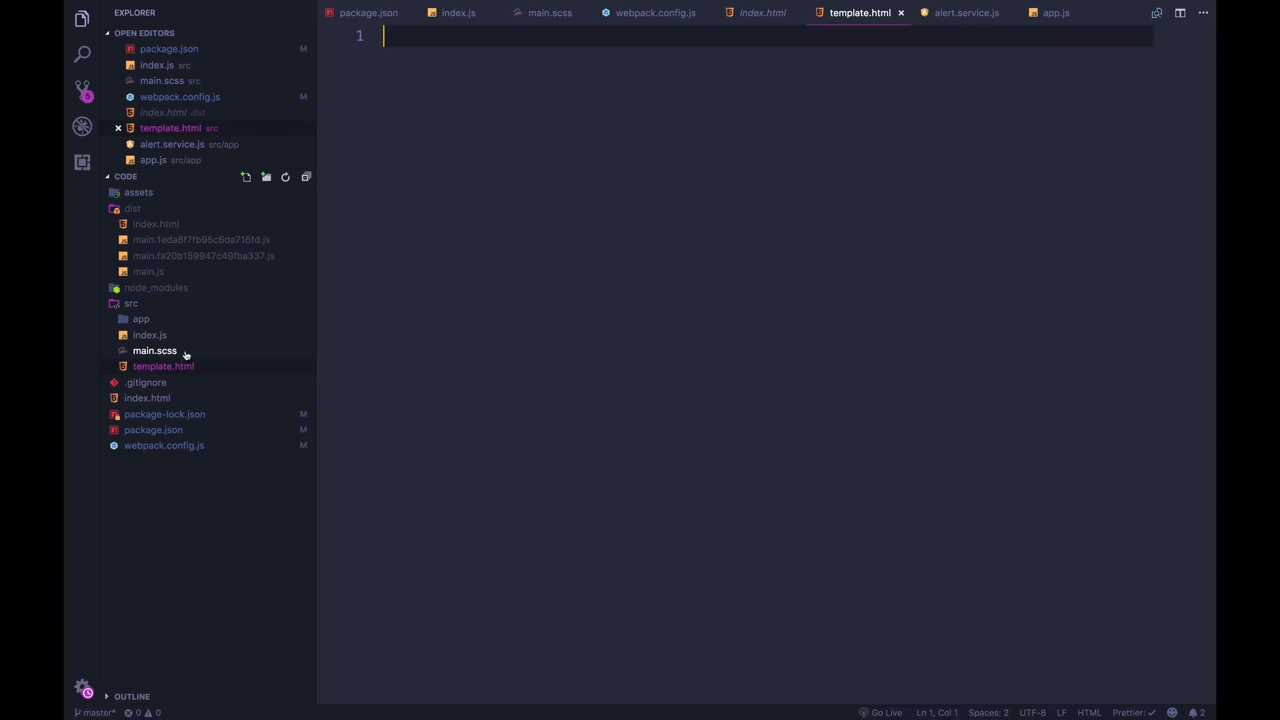 EXPLORER
package.json index.js main.scss webpack.config.js index.html template.html alert.service.js app.js
OPEN EDITORS
package.json M
index.js src
main.scss src
webpack.config.js M
index.html dist
template.html src
alert.service.js src/app
app.js src/app
CODE
assets
dist
index.html
main.1eda8f7fb95c6da716fd.js
main.fa20b159947c49fba337.js
main.js
node_modules
src
app
index.js
main.scss
template.html
.gitignore
index.html
package-lock.json M
package.json M
webpack.config.js M
1
5
OUTLINE
master* 0 0 Go Live Ln 1, Col 1 Spaces: 2 UTF-8 LF HTML Prettier: ✓ 2